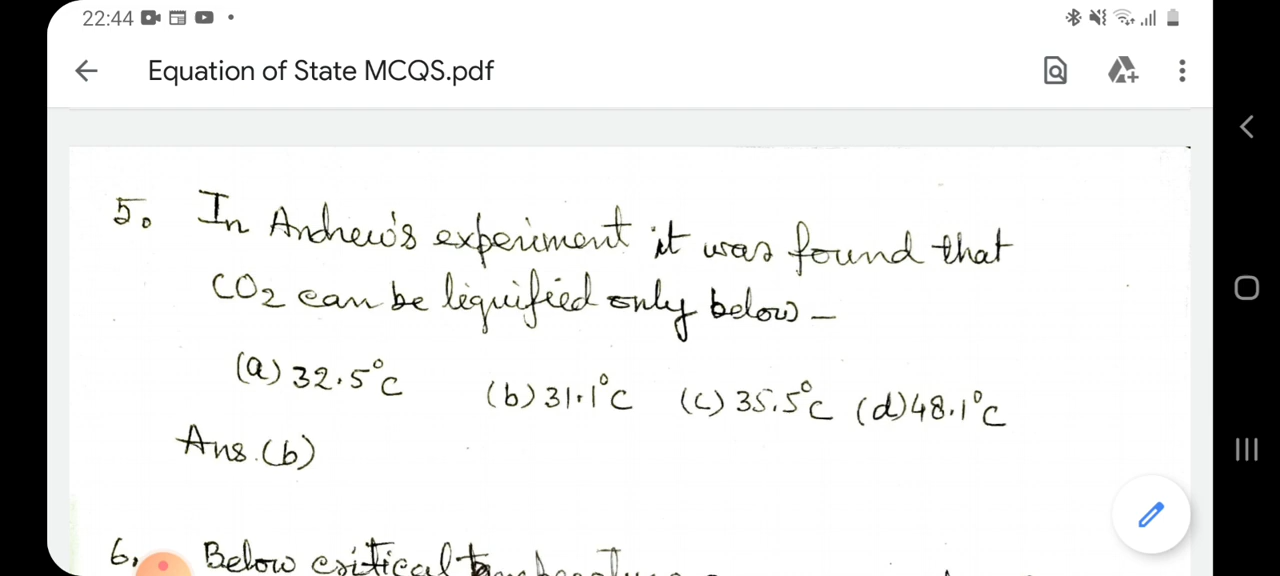 22:44
Equation of State MCQS.pdf
5. In Andrew's experiment it was found that
CO2 can be liquified only below -
(a) 32.5°C (b) 31.1°C (c) 35.5°C (d) 48.1°C
Ans. (b)
6. Below critical